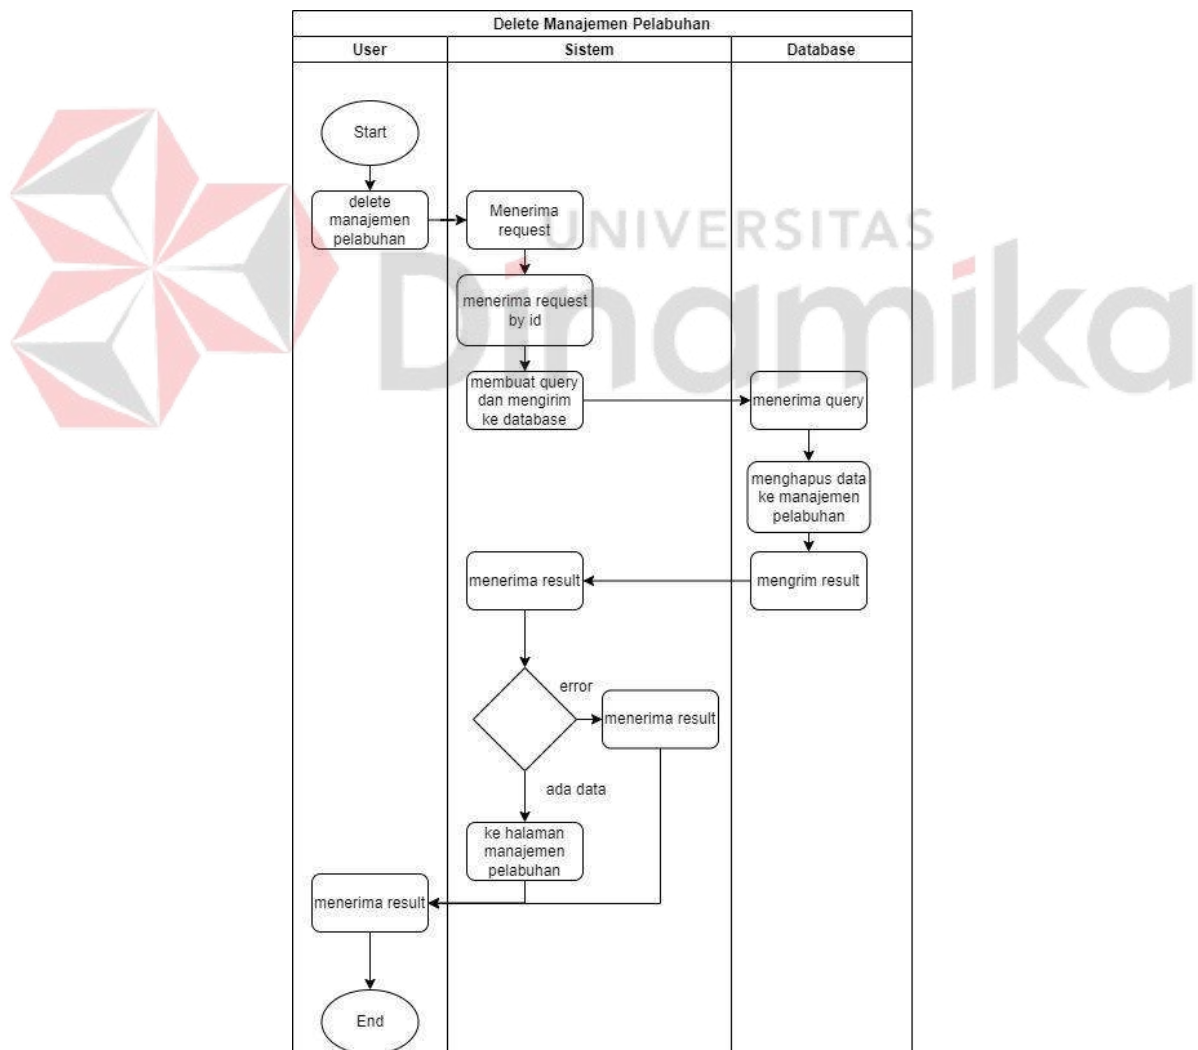 Delete Manajemen Pelabuhan
User
Sistem
Database
Start
delete
manajemen
pelabuhan
Menerima
request
UNIVERSITAS
Dinamika
menerima request
by id
membuat query
dan mengirim
ke database
menerima query
menghapus data
ke manajemen
pelabuhan
mengrim result
menerima result
error
menerima result
ada data
ke halaman
manajemen
pelabuhan
menerima result
End